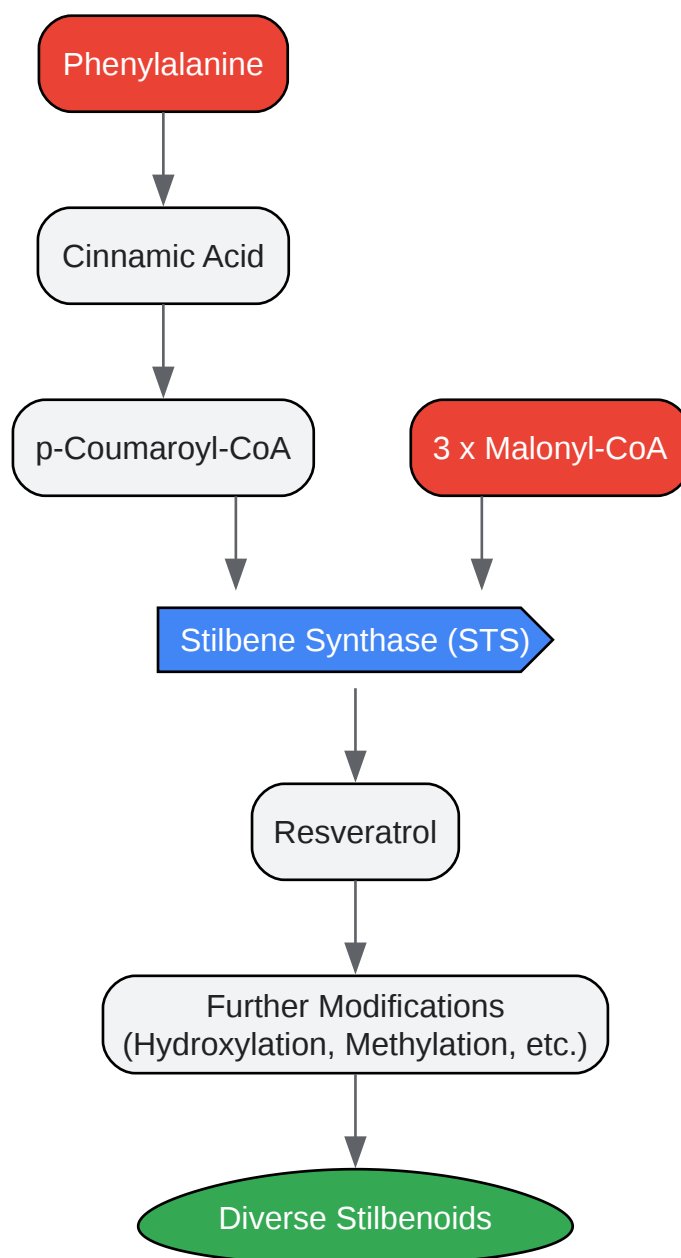 Phenylalanine
Cinnamic Acid
p-Coumaroyl-CoA
3 x Malonyl-CoA
Stilbene Synthase (STS)
Resveratrol
Further Modifications
(Hydroxylation, Methylation, etc.)
Diverse Stilbenoids